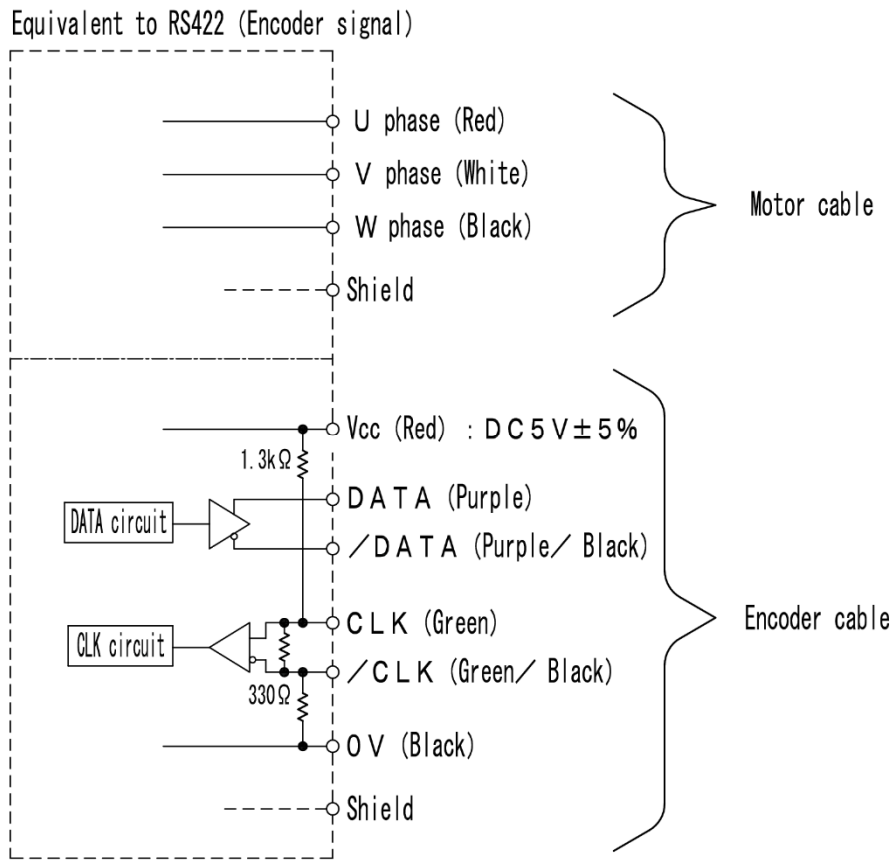 Equivalent to RS422 (Encoder signal)
U phase (Red)
V phase (White)
W phase (Black)
Shield
Motor cable
Vcc (Red) : DC5V±5%
1.3kΩ
DATA (Purple)
DATA circuit
/DATA (Purple/ Black)
CLK (Green)
CLK circuit
/CLK (Green/ Black)
330Ω
0V (Black)
Shield
Encoder cable